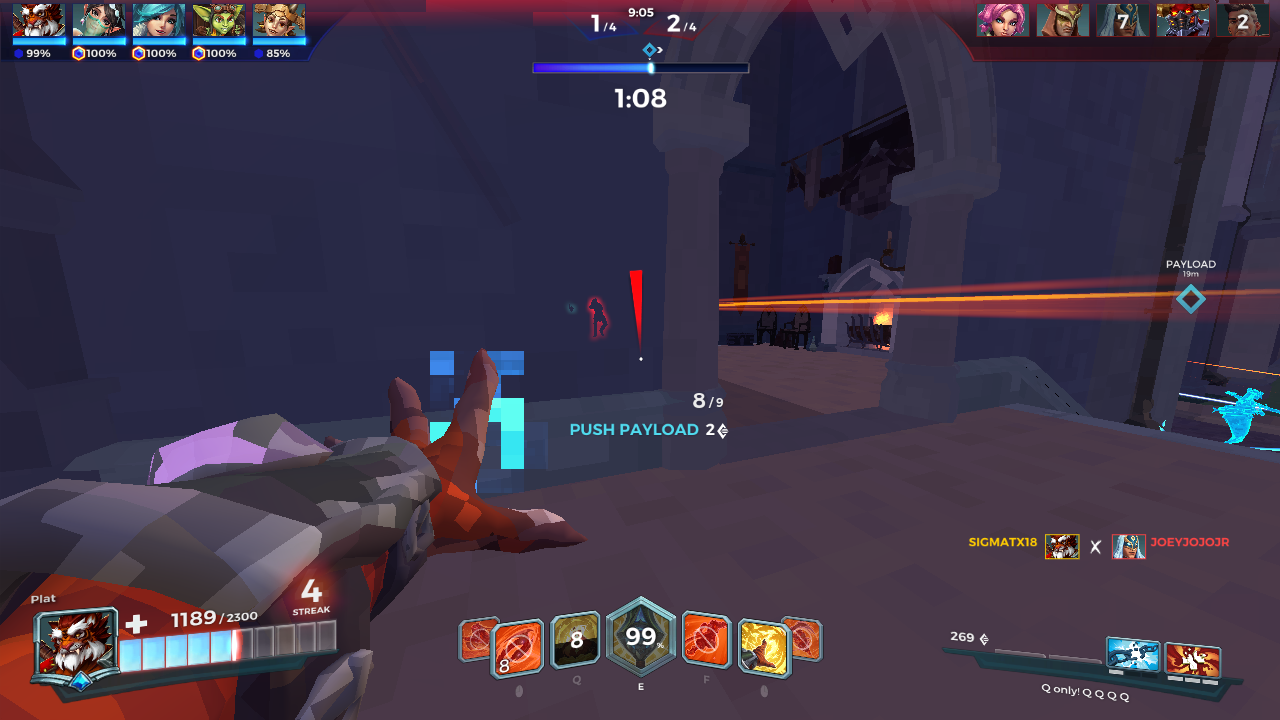 99%
100%
100%
100%
85%
1/4
9:05
2/4
7
2
1:08
PAYLOAD
19m
8/9
PUSH PAYLOAD 2
SIGMATX18 X JOEYJOJOJR
Plat
1189/2300
4
STREAK
8
8
99%
Q
E
F
269
Q only! Q Q Q Q